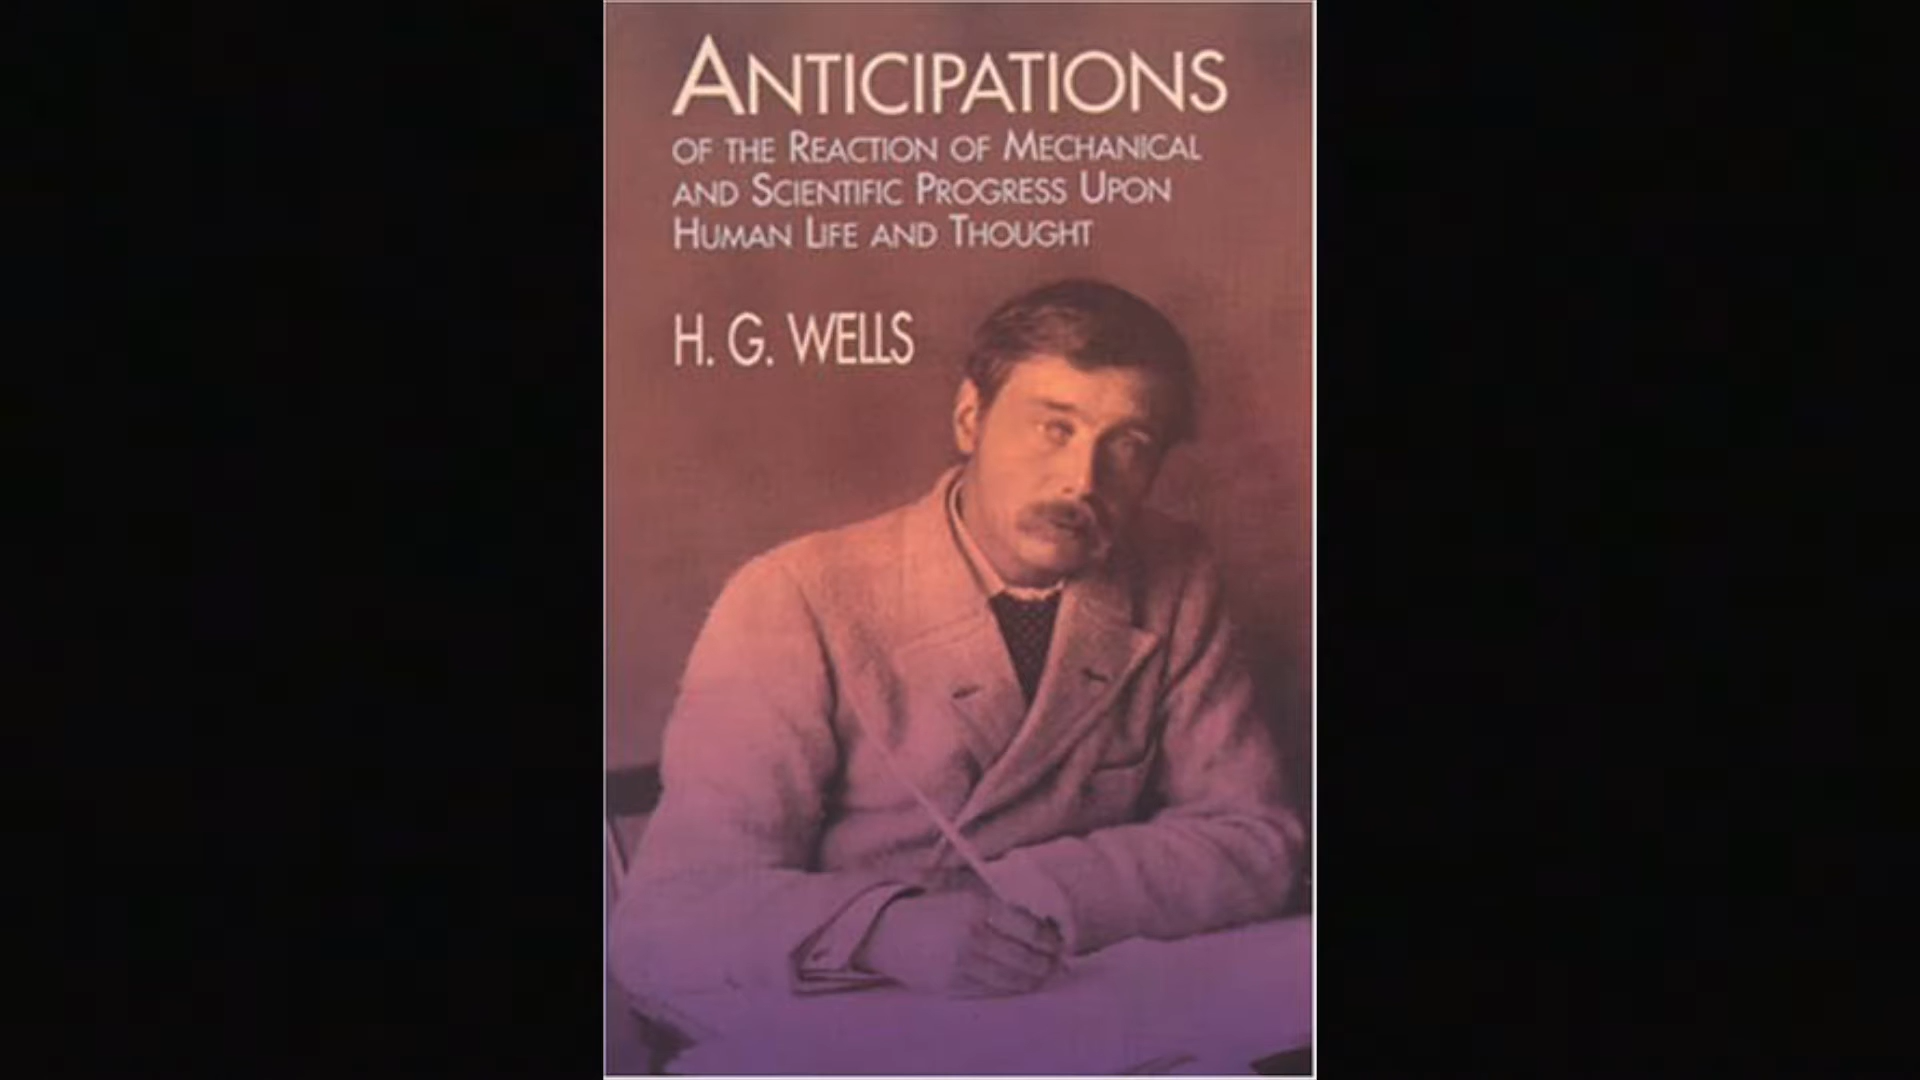 ANTICIPATIONS
OF THE REACTION OF MECHANICAL
AND SCIENTIFIC PROGRESS UPON
HUMAN LIFE AND THOUGHT
H. G. WELLS